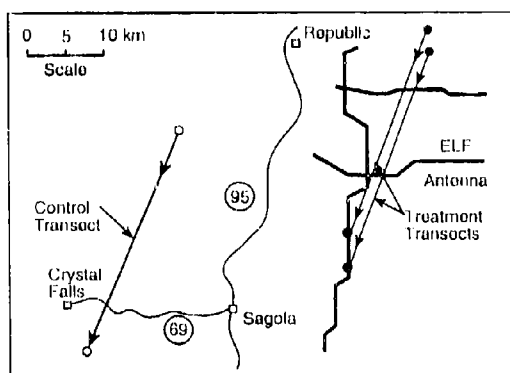 0 5 10 km
Scale
Republic
ELF
Antenna
95
Control
Transect
Treatment
Transects
Crystal
Falls
Sagola
69